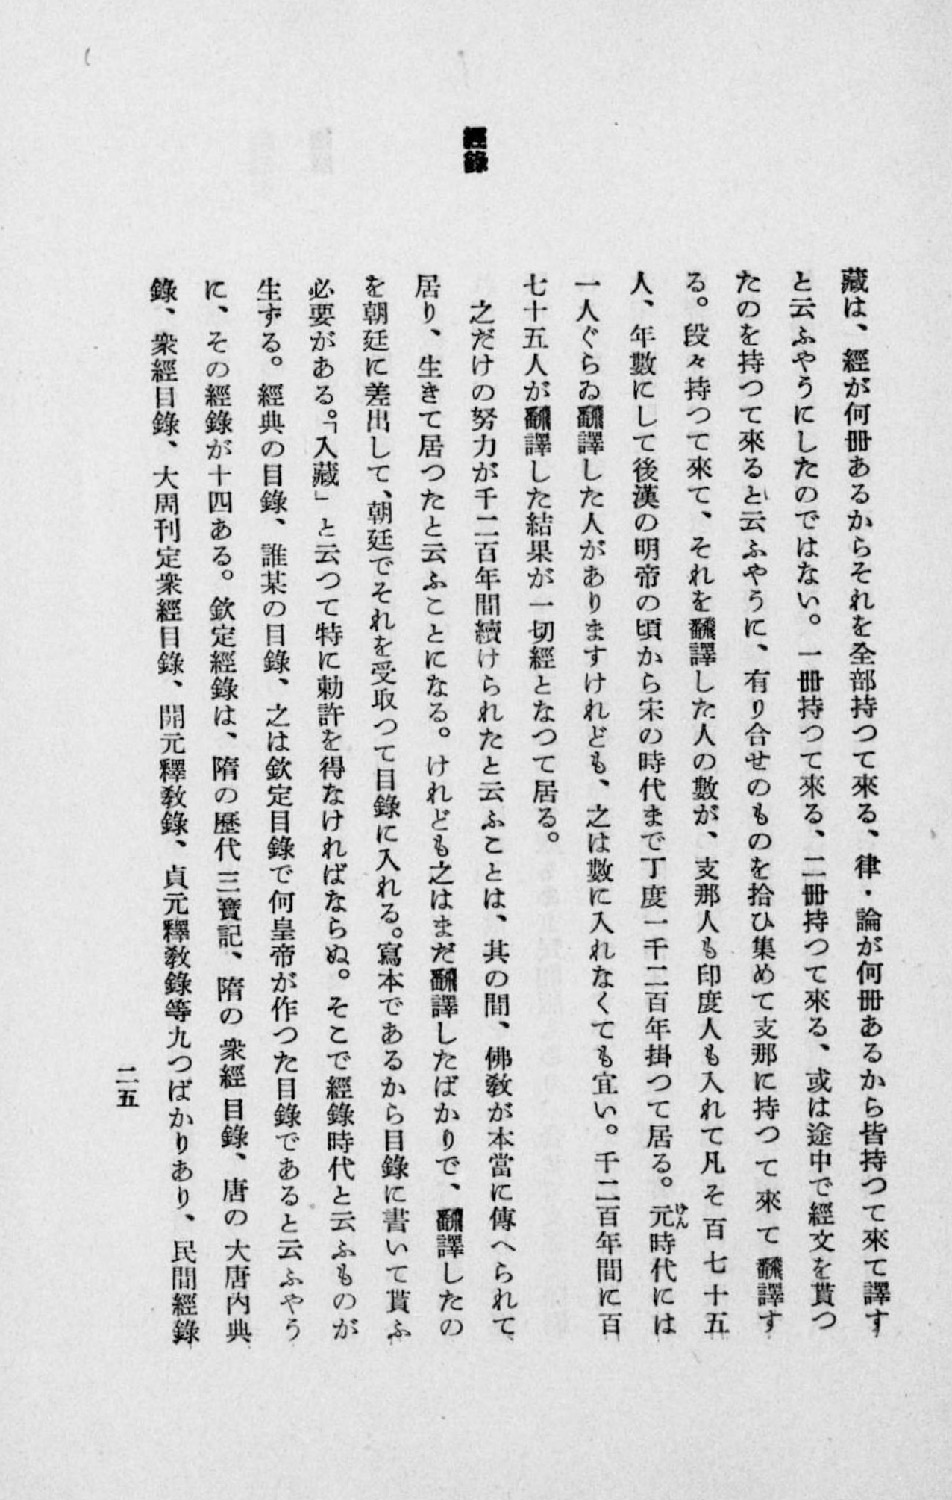 經錄
藏は、經が何冊あるからそれを全部持つて來る、律・論が何冊あるから皆持つて來て譯す
と云ふやうにしたのではない。一冊持つて來る、二冊持つて來る、或は途中で經文を貰つ
たのを持つて來ると云ふやうに、有り合せのものを拾ひ集めて支那に持つて來て飜譯す
る。段々持つて來て、それを飜譯した人の數が、支那人も印度人も入れて凡そ百七十五
人、年數にして後漢の明帝の頃から宋の時代まで丁度一千二百年掛つて居る。元時代には
一人ぐらゐ飜譯した人がありますけれども、之は數に入れなくても宜い。千二百年間に百
七十五人が飜譯した結果が一切經となつて居る。
之だけの努力が千二百年間續けられたと云ふことは、其の間、佛敎が本當に傳へられて
居り、生きて居つたと云ふことになる。けれども之はまだ飜譯したばかりで、飜譯したの
を朝廷に差出して、朝廷でそれを受取つて目錄に入れる。寫本であるから目錄に書いて貰ふ
必要がある。「入藏」と云つて特に勅許を得なければならぬ。そこで經錄時代と云ふものが
生ずる。經典の目錄、誰某の目錄、之は欽定目錄で何皇帝が作つた目錄であると云ふやう
に、その經錄が十四ある。欽定經錄は、隋の歷代三寶記、隋の衆經目錄、唐の大唐內典
錄、衆經目錄、大周刊定衆經目錄、開元釋敎錄、貞元釋敎錄等九つばかりあり、民間經錄
二五